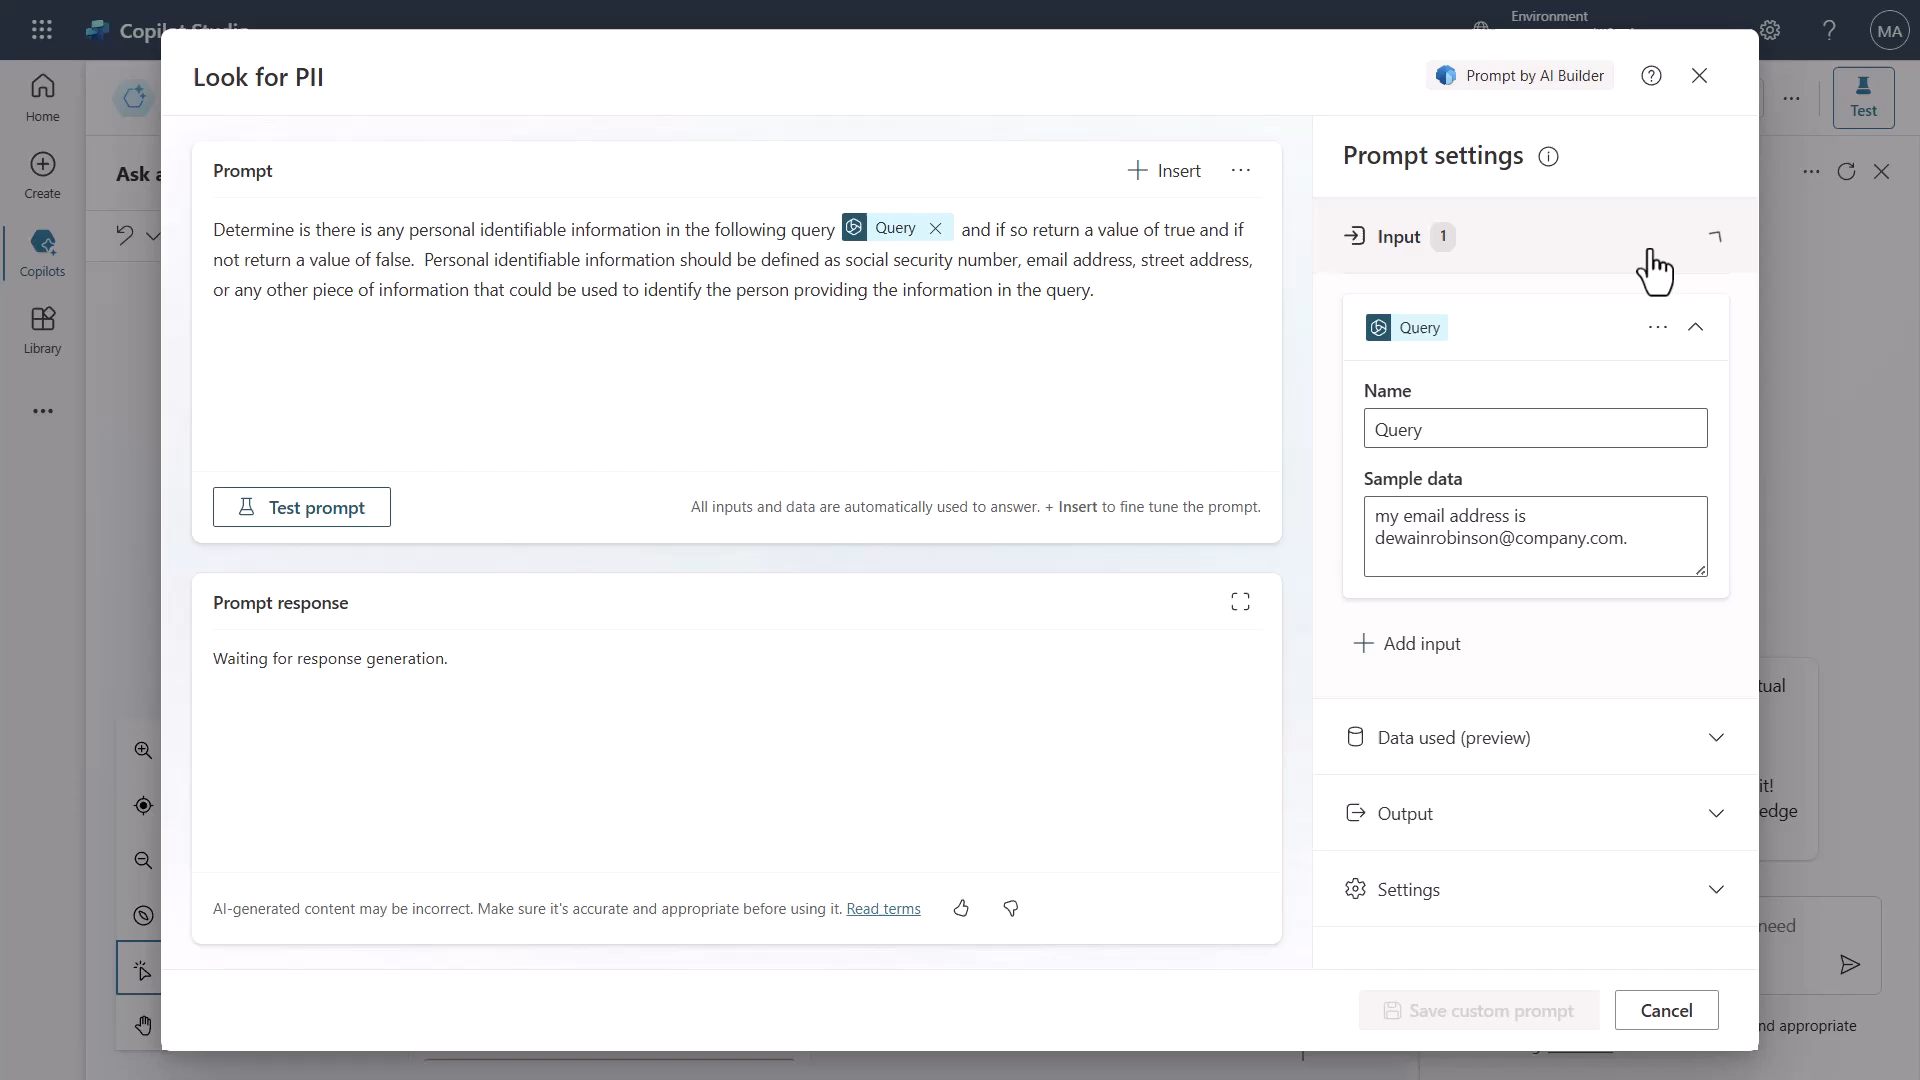 Copilot Studio
Environment
MA
Home
Create
Copilots
Library
Ask a
Test
Look for PII
Prompt by AI Builder
Prompt
Insert
Determine is there is any personal identifiable information in the following query Query and if so return a value of true and if
not return a value of false. Personal identifiable information should be defined as social security number, email address, street address,
or any other piece of information that could be used to identify the person providing the information in the query.
Test prompt
All inputs and data are automatically used to answer. + Insert to fine tune the prompt.
Prompt response
Waiting for response generation.
AI-generated content may be incorrect. Make sure it's accurate and appropriate before using it. Read terms
Prompt settings
Input 1
Query
Name
Query
Sample data
my email address is
dewainrobinson@company.com.
Add input
Data used (preview)
Output
Settings
Save custom prompt
Cancel
tual
it!
edge
need
nd appropriate